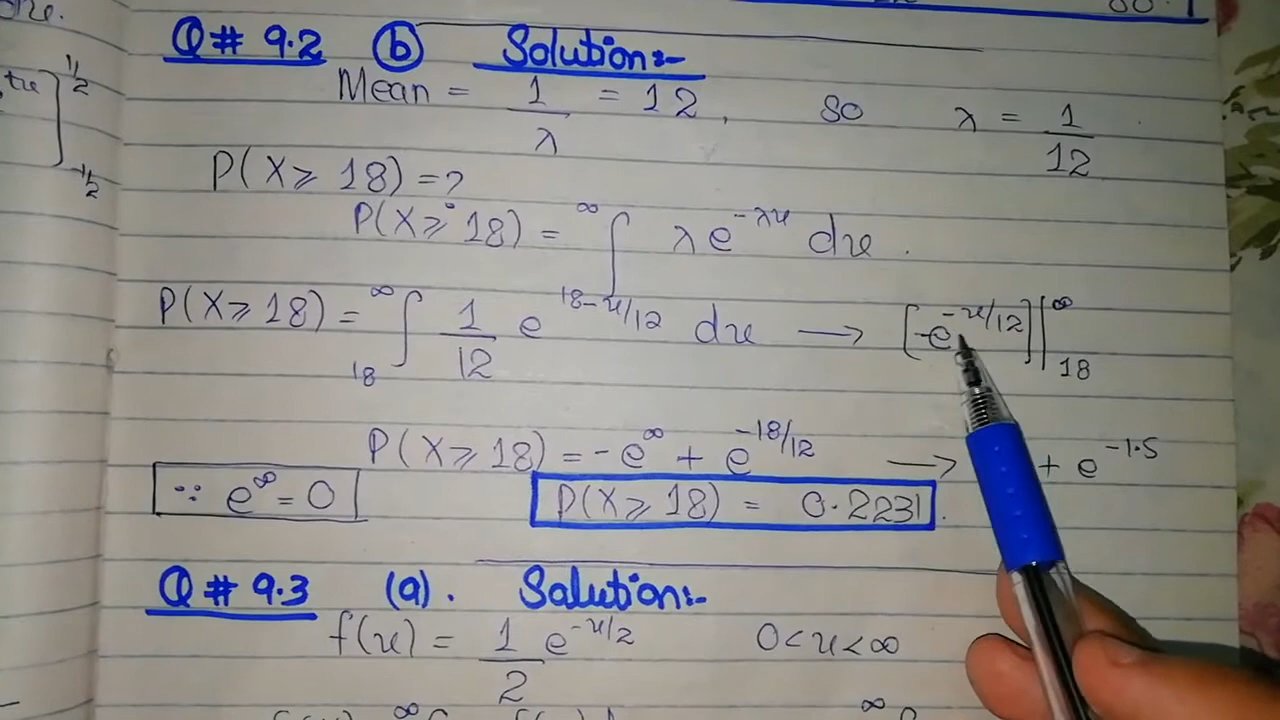 Q# 9.2 (b) Solution:-
Mean = 1/λ = 12, so λ = 1/12
P(X ≥ 18) = ?
P(X ≥ 18) = ∞∫ λ e^-λx dx.
P(X ≥ 18) = ∞∫18 1/12 e^18-x/12 dx → [-e^-x/12]|∞ 18
P(X ≥ 18) = -e^∞ + e^-18/12 → + e^-1.5
∵ e^∞ = 0 P(X ≥ 18) = 0.2231
Q# 9.3 (a). Solution:-
f(x) = 1/2 e^-x/2 0<x<∞